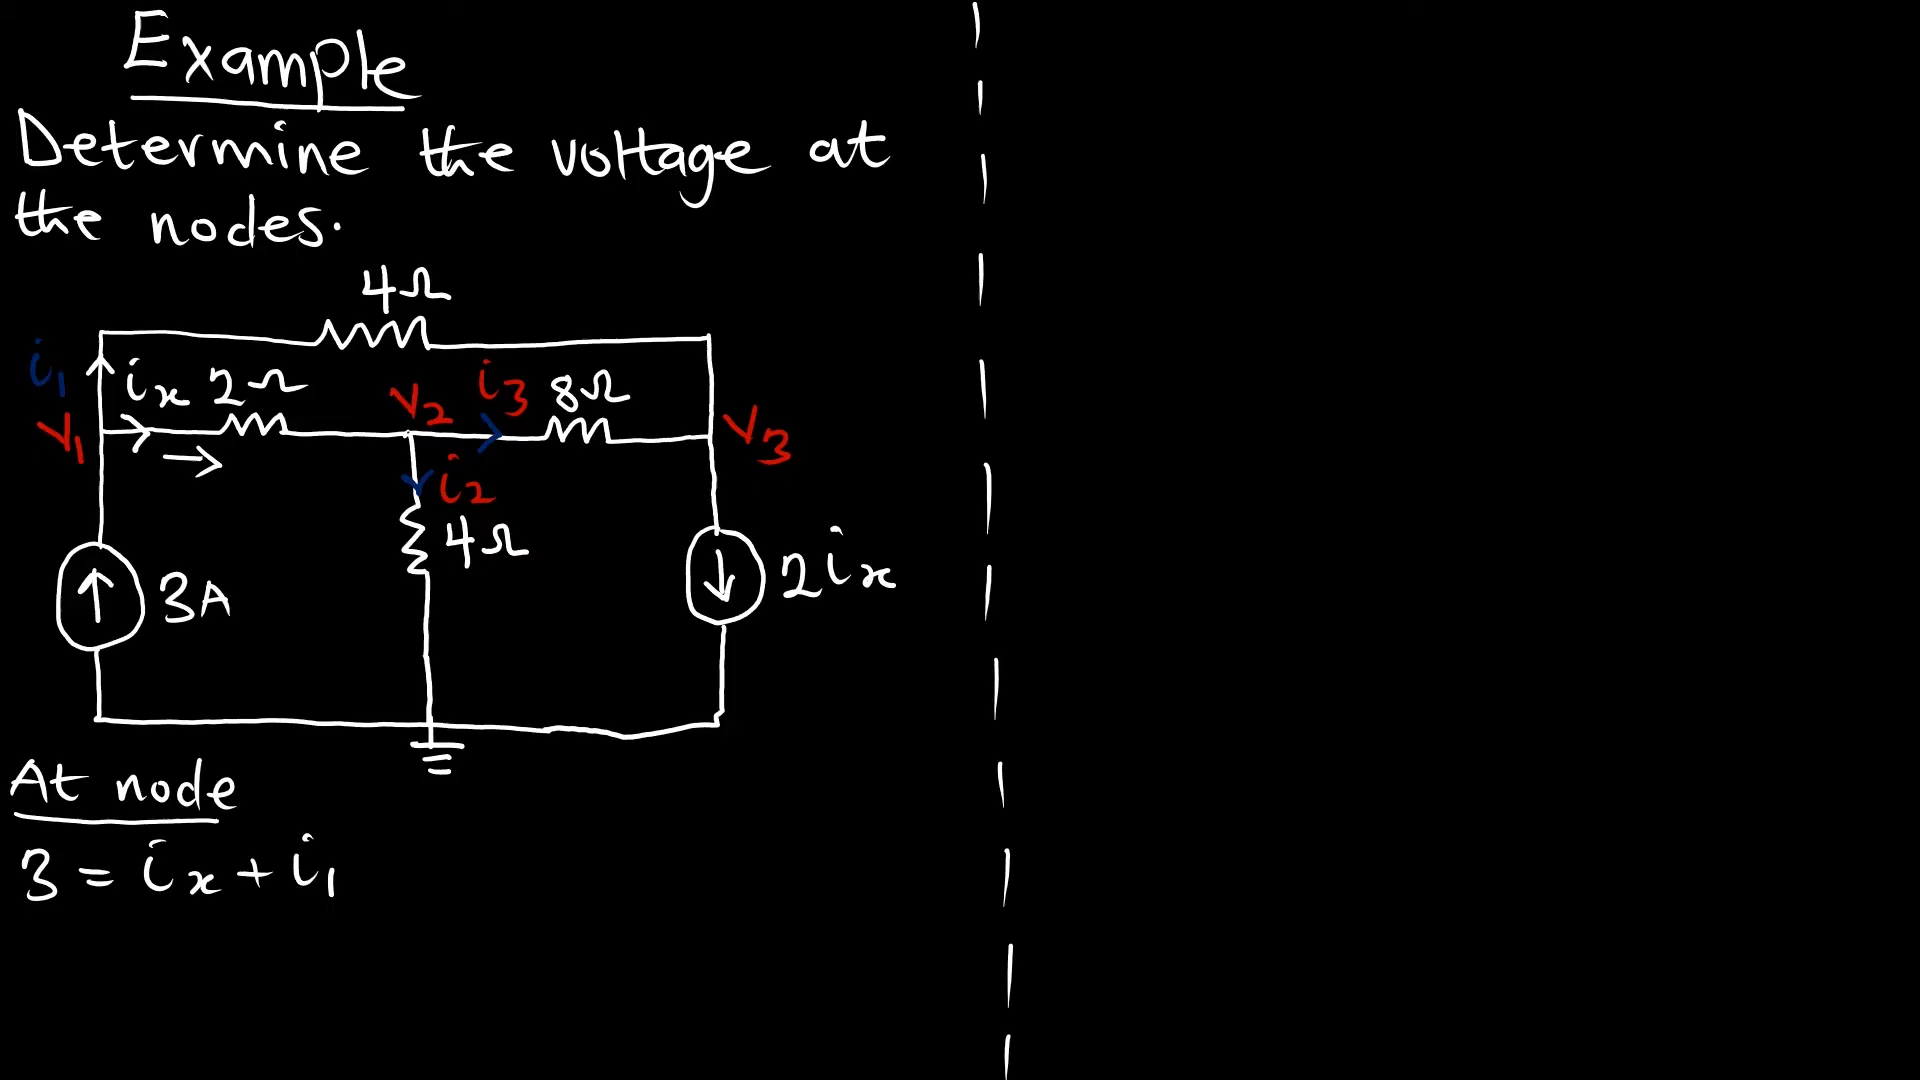 Example
Determine the voltage at
the nodes.
4Ω
i₁
iₓ 2Ω
V₂
i₃
8Ω
V₁
V₃
i₂
4Ω
3A
2iₓ
At node
3 = iₓ + i₁